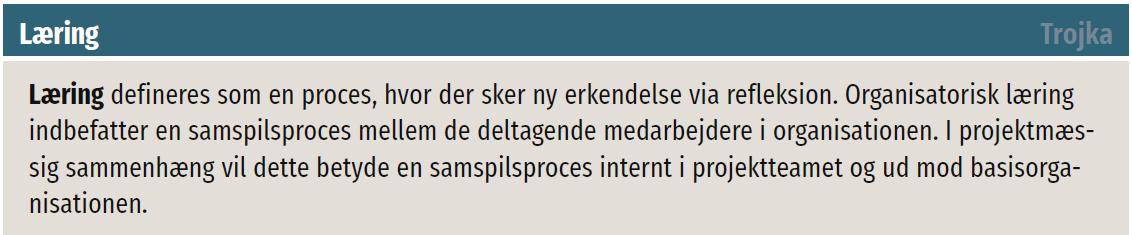 Læring
Trojka
Læring defineres som en proces, hvor der sker ny erkendelse via refleksion. Organisatorisk læring
indbefatter en samspilsproces mellem de deltagende medarbejdere i organisationen. I projektmæs-
sig sammenhæng vil dette betyde en samspilsproces internt i projektteamet og ud mod basisorga-
nisationen.